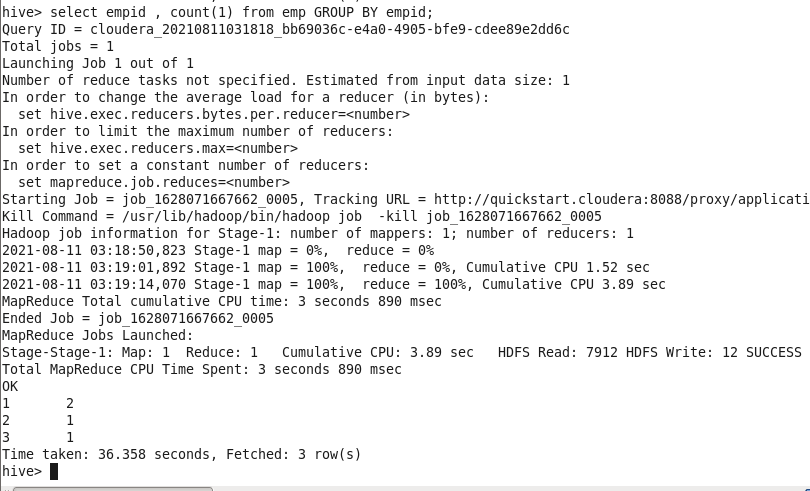 hive> select empid , count(1) from emp GROUP BY empid;
Query ID = cloudera_20210811031818_bb69036c-e4a0-4905-bfe9-cdee89e2dd6c
Total jobs = 1
Launching Job 1 out of 1
Number of reduce tasks not specified. Estimated from input data size: 1
In order to change the average load for a reducer (in bytes):
  set hive.exec.reducers.bytes.per.reducer=<number>
In order to limit the maximum number of reducers:
  set hive.exec.reducers.max=<number>
In order to set a constant number of reducers:
  set mapreduce.job.reduces=<number>
Starting Job = job_1628071667662_0005, Tracking URL = http://quickstart.cloudera:8088/proxy/applicati
Kill Command = /usr/lib/hadoop/bin/hadoop job  -kill job_1628071667662_0005
Hadoop job information for Stage-1: number of mappers: 1; number of reducers: 1
2021-08-11 03:18:50,823 Stage-1 map = 0%,  reduce = 0%
2021-08-11 03:19:01,892 Stage-1 map = 100%,  reduce = 0%, Cumulative CPU 1.52 sec
2021-08-11 03:19:14,070 Stage-1 map = 100%,  reduce = 100%, Cumulative CPU 3.89 sec
MapReduce Total cumulative CPU time: 3 seconds 890 msec
Ended Job = job_1628071667662_0005
MapReduce Jobs Launched:
Stage-Stage-1: Map: 1  Reduce: 1   Cumulative CPU: 3.89 sec   HDFS Read: 7912 HDFS Write: 12 SUCCESS
Total MapReduce CPU Time Spent: 3 seconds 890 msec
OK
1	2
2	1
3	1
Time taken: 36.358 seconds, Fetched: 3 row(s)
hive>